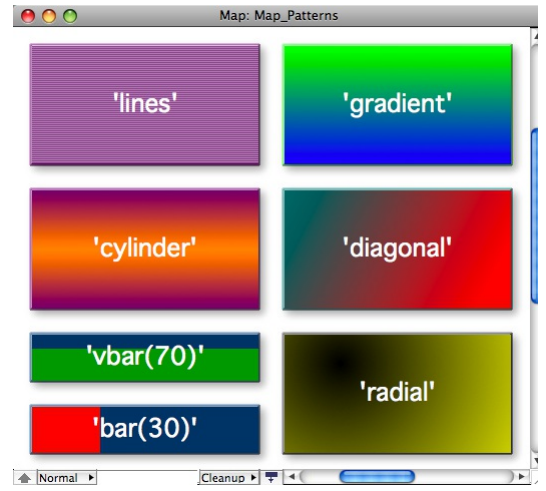 Map: Map_Patterns
'lines'
'gradient'
'cylinder'
'diagonal'
'vbar(70)'
'radial'
'bar(30)'
Normal
Cleanup